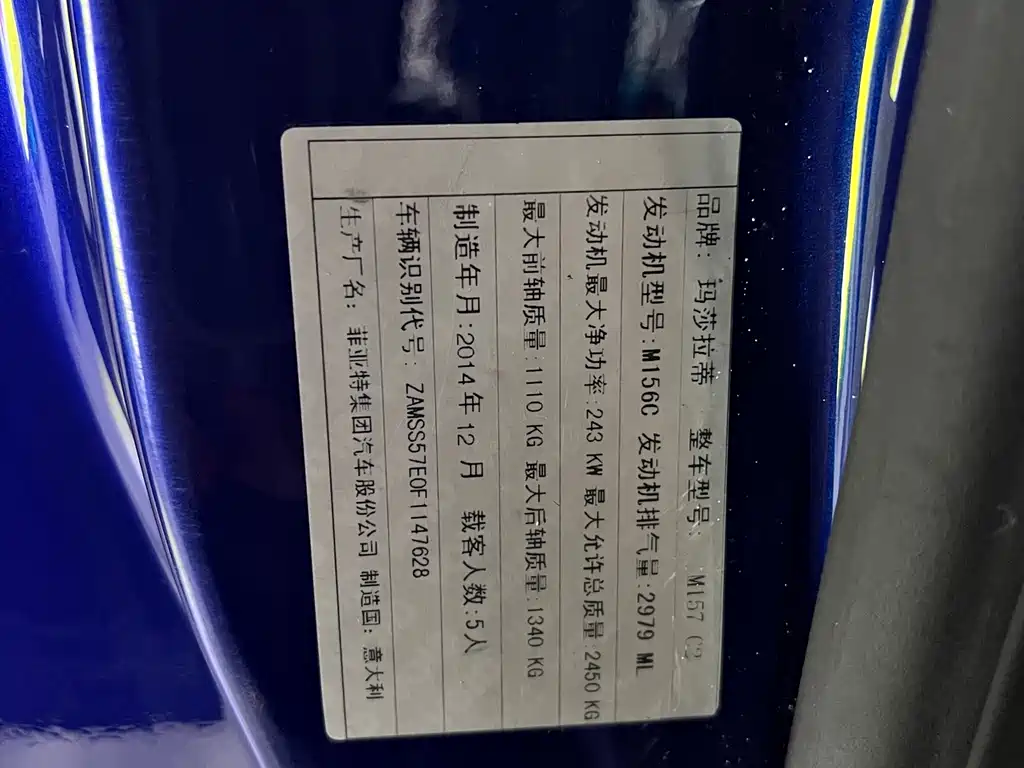 品牌: 玛莎拉蒂 整车型号: M157
发动机型号:M156C 发动机排气量:2979 ML
发动机最大净功率:243 KW 最大允许总质量:2450 KG
最大前轴质量:1110 KG 最大后轴质量:1340 KG
制造年月:2014年12月 载客人数:5人
车辆识别代号: ZAMSS57E0F1147628
生产厂名: 菲亚特集团汽车股份公司 制造国: 意大利